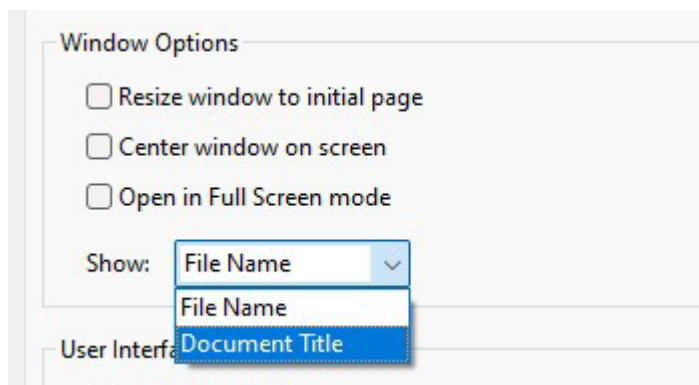 Window Options
Resize window to initial page
Center window on screen
Open in Full Screen mode
Show: File Name
File Name
Document Title
User